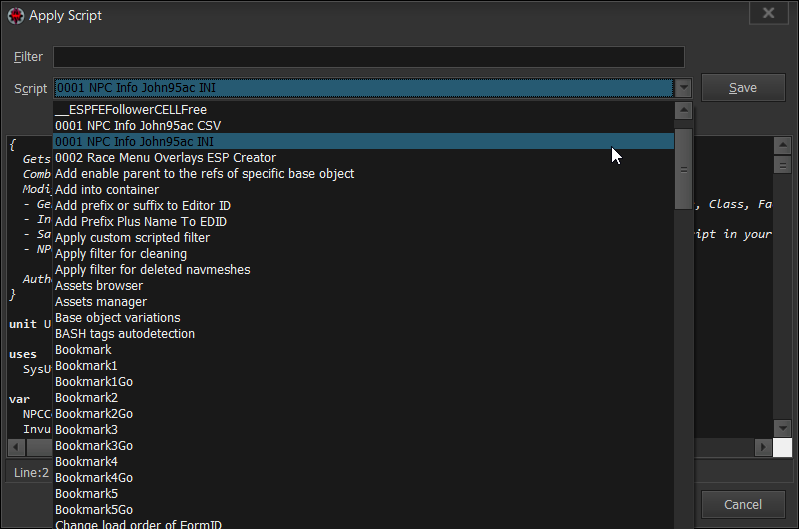 Apply Script
Filter
Script 0001 NPC Info John95ac INI Save
__ESPFEFollowerCELLFree
0001 NPC Info John95ac CSV
0001 NPC Info John95ac INI
0002 Race Menu Overlays ESP Creator
Add enable parent to the refs of specific base object
Add into container
Add prefix or suffix to Editor ID
Add Prefix Plus Name To EDID
Apply custom scripted filter
Apply filter for cleaning
Apply filter for deleted navmeshes
Assets browser
Assets manager
Base object variations
BASH tags autodetection
Bookmark
Bookmark1
Bookmark1Go
Bookmark2
Bookmark2Go
Bookmark3
Bookmark3Go
Bookmark4
Bookmark4Go
Bookmark5
Bookmark5Go
Change load order of FormID
{
Gets
Comb
Modi
- Ge , Class, Fa
- In
- Sa ipt in your
- NP
Auth
}
unit U
uses
SysU
var
NPCC
Invu
Line:2
Cancel